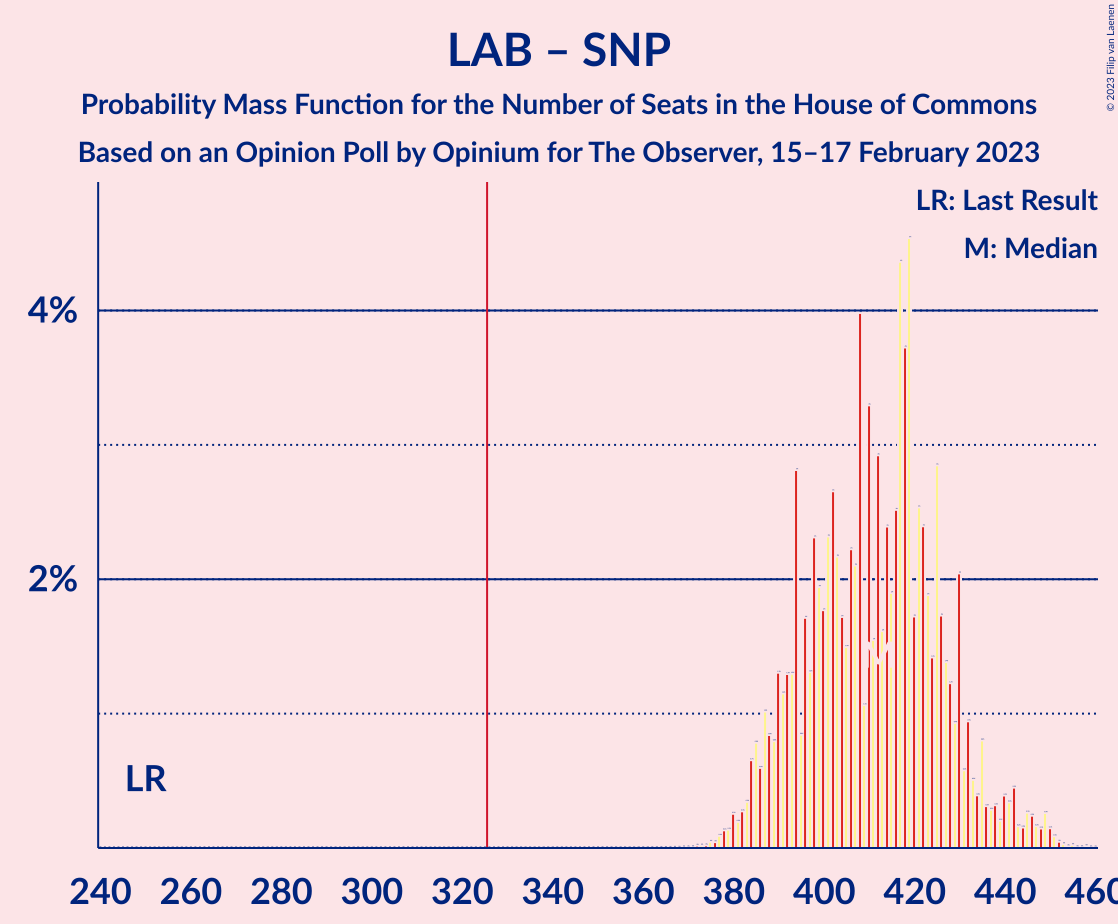 LAB – SNP
Probability Mass Function for the Number of Seats in the House of Commons
Based on an Opinion Poll by Opinium for The Observer, 15–17 February 2023
© 2023 Filip van Laenen
LR: Last Result
M: Median
4%
2%
M
LR
240 260 280 300 320 340 360 380 400 420 440 460